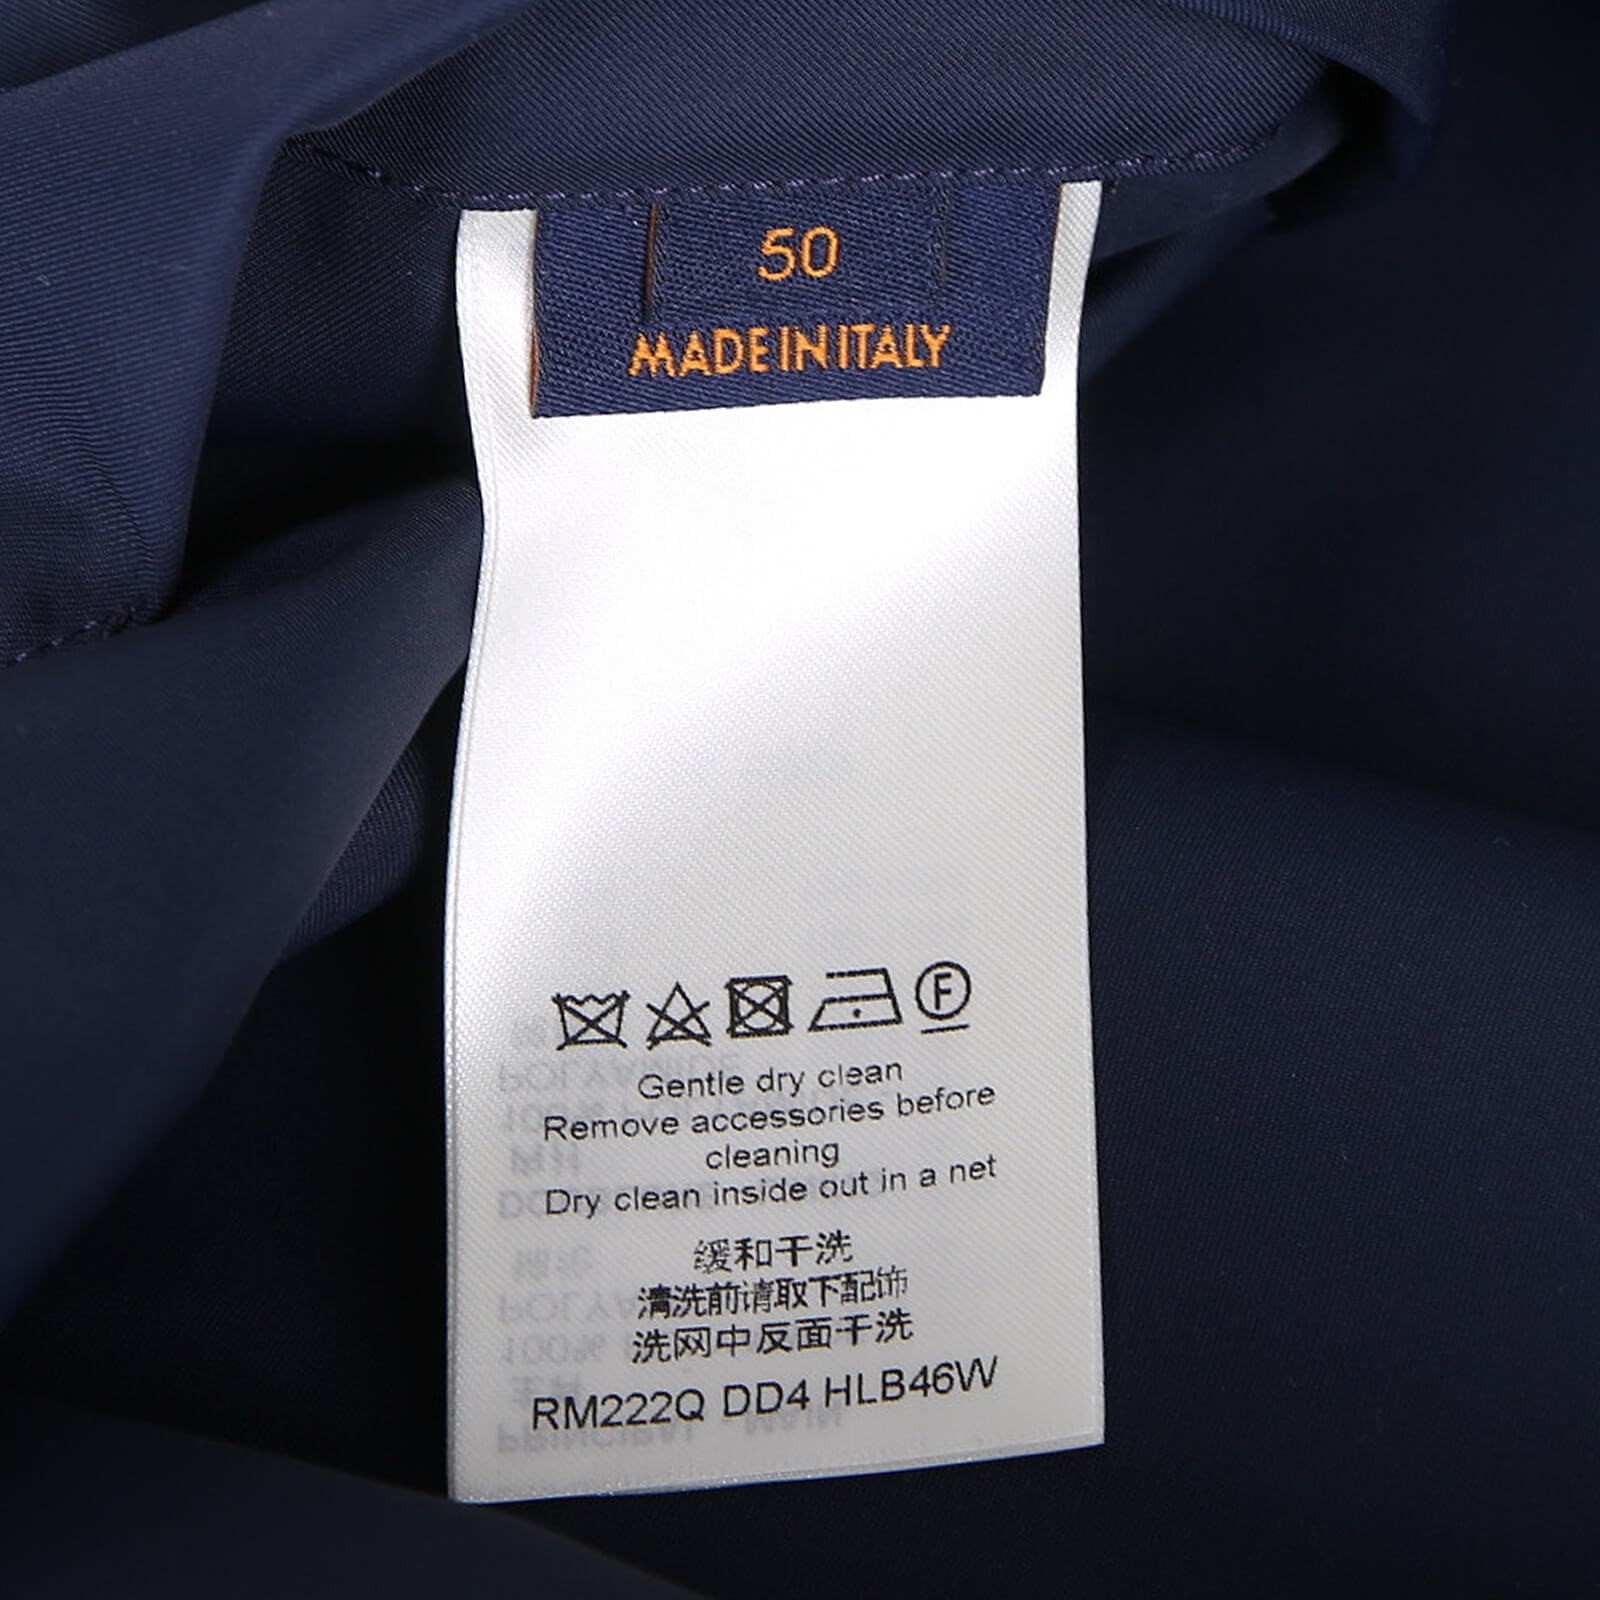 50
MADE IN ITALY
F
Gentle dry clean
Remove accessories before
cleaning
Dry clean inside out in a net
缓和干洗
清洗前请取下配饰
洗网中反面干洗
RM222Q DD4 HLB46W